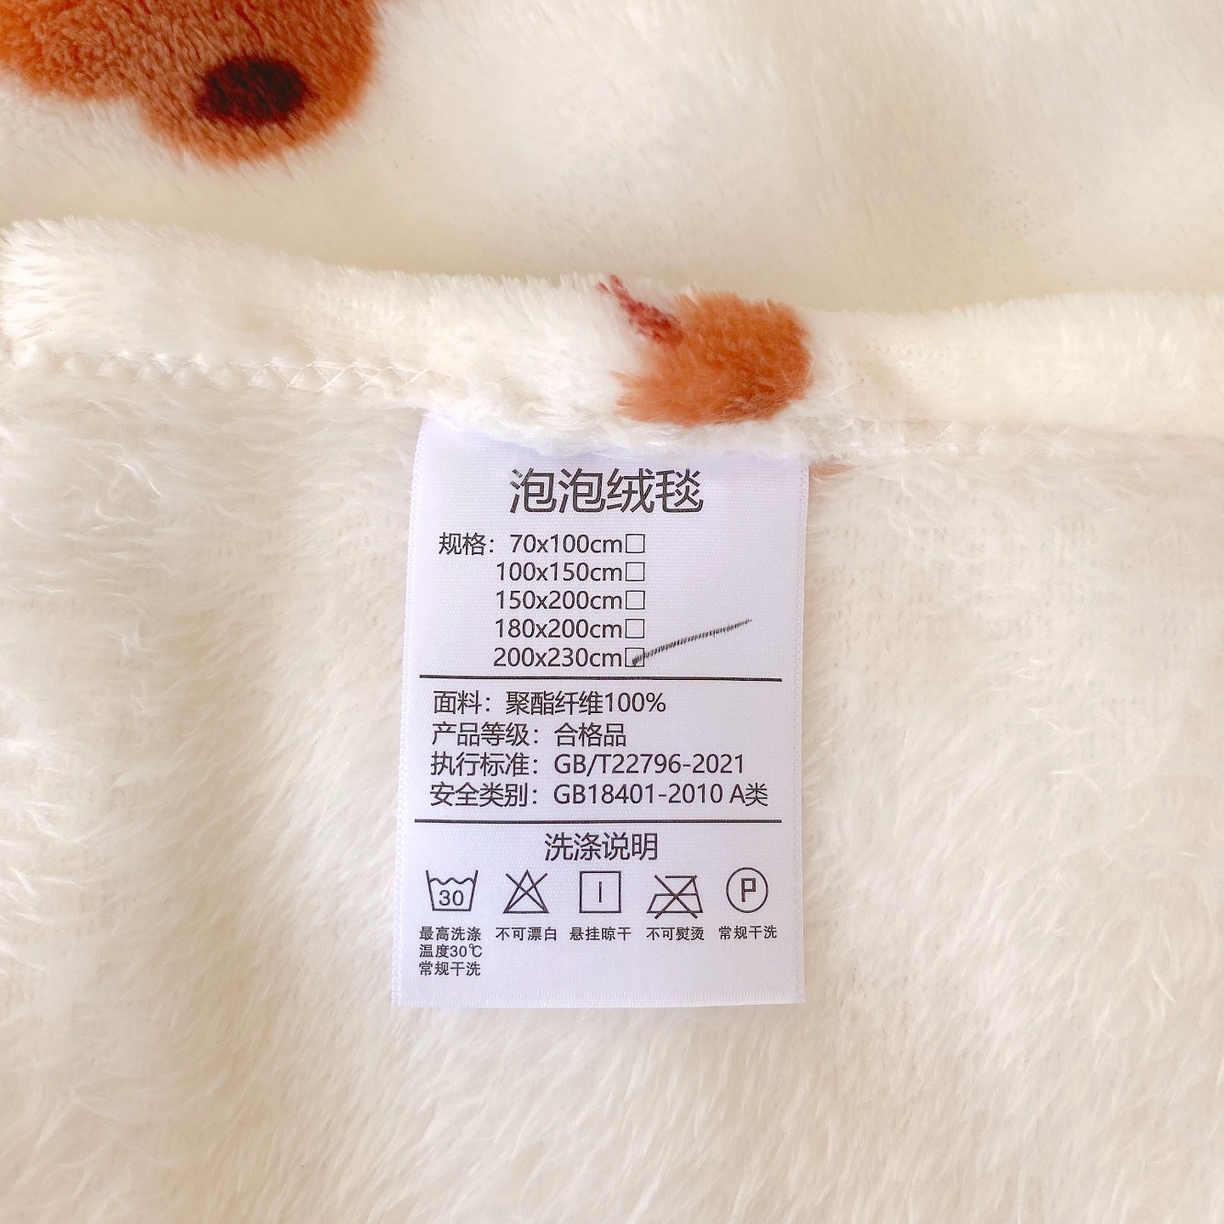 泡泡绒毯
规格：70x100cm□
100x150cm□
150x200cm□
180x200cm□
200x230cm☑
面料：聚酯纤维100%
产品等级：合格品
执行标准：GB/T22796-2021
安全类别：GB18401-2010 A类
洗涤说明
30 P
最高洗涤温度30℃常规干洗 不可漂白 悬挂晾干 不可熨烫 常规干洗